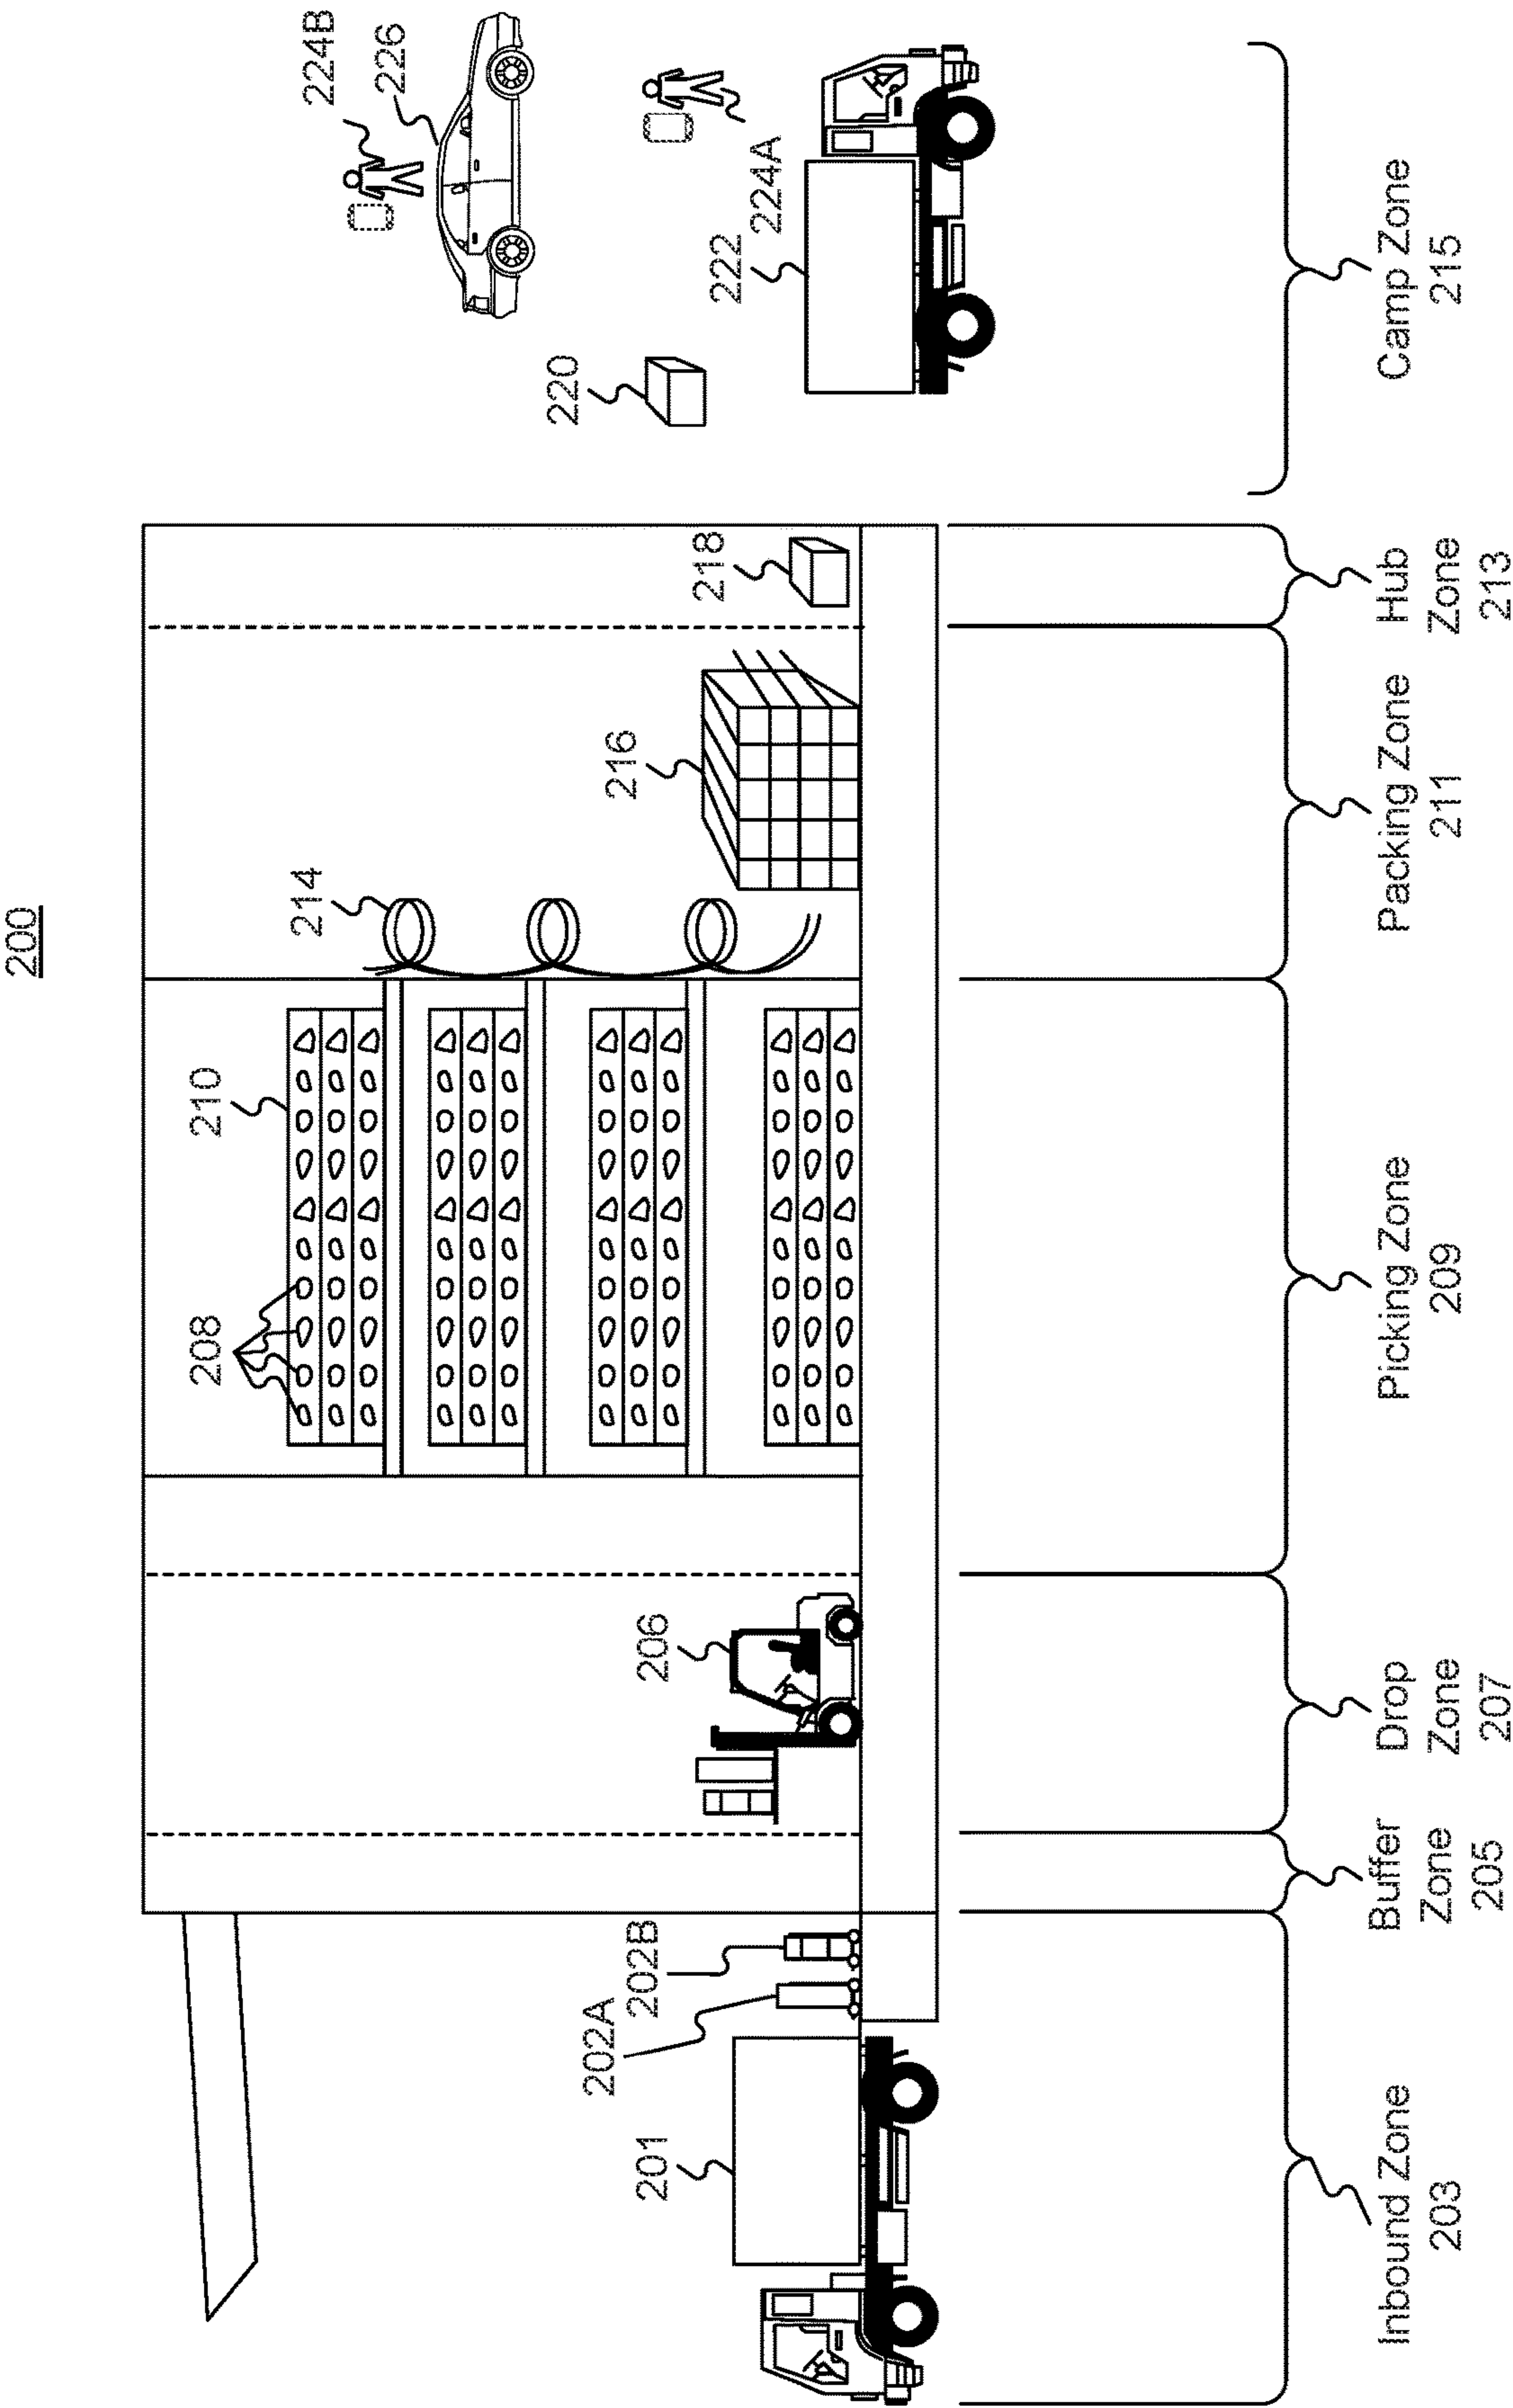 200
224B
226
224A
222
220
218
216
214
210
208
206
202B
202A
201
Inbound Zone
203
Buffer
Zone
205
Drop
Zone
207
Picking Zone
209
Packing Zone
211
Hub
Zone
213
Camp Zone
215